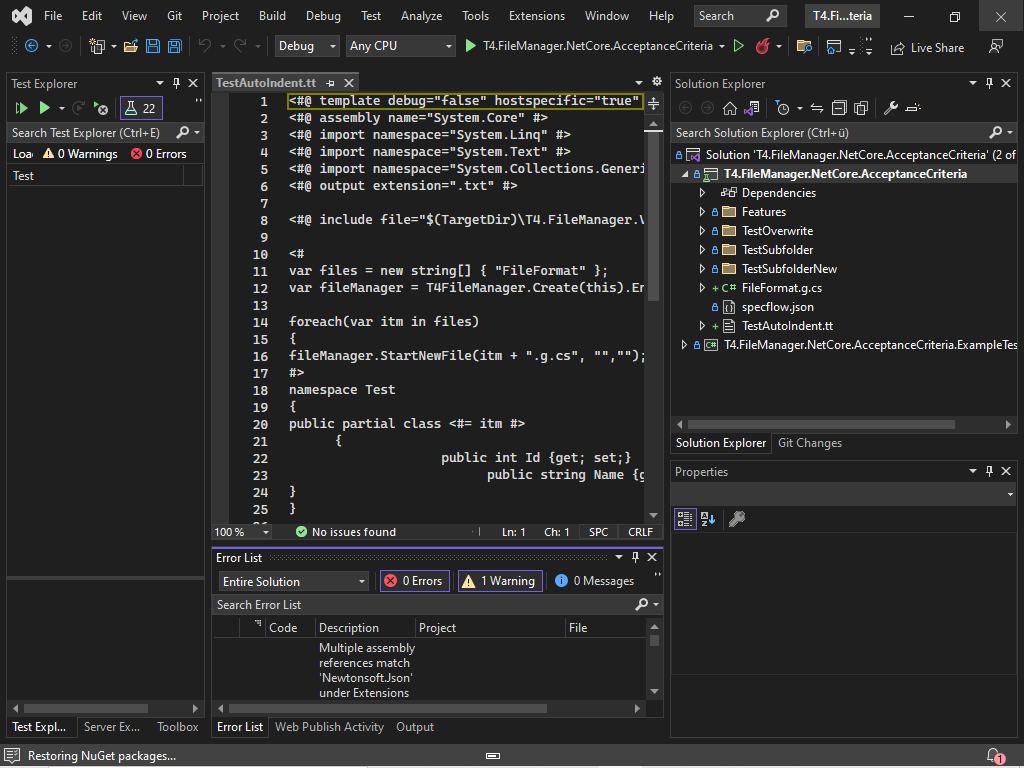 File Edit View Git Project Build Debug Test Analyze Tools Extensions Window Help Search T4.Fi...teria
Debug Any CPU T4.FileManager.NetCore.AcceptanceCriteria Live Share
Test Explorer
22
Search Test Explorer (Ctrl+E)
0 Warnings 0 Errors
Test
TestAutoIndent.tt
1 <#@ template debug="false" hostspecific="true"
2 <#@ assembly name="System.Core" #>
3 <#@ import namespace="System.Linq" #>
4 <#@ import namespace="System.Text" #>
5 <#@ import namespace="System.Collections.Generi
6 <#@ output extension=".txt" #>
7
8 <#@ include file="$(TargetDir)\T4.FileManager.V
9
10 <#
11 var files = new string[] { "FileFormat" };
12 var fileManager = T4FileManager.Create(this).En
13
14 foreach(var itm in files)
15 {
16 fileManager.StartNewFile(itm + ".g.cs", "","");
17 #>
18 namespace Test
19 {
20 public partial class <#= itm #>
21 {
22 public int Id {get; set;}
23 public string Name {g
24 }
25 }
100 % No issues found Ln: 1 Ch: 1 SPC CRLF
Error List
Entire Solution 0 Errors 1 Warning 0 Messages
Search Error List
Code Description Project File
Multiple assembly
references match
'Newtonsoft.Json'
under Extensions
Error List Web Publish Activity Output
Test Expl... Server Ex... Toolbox
Solution Explorer
Search Solution Explorer (Ctrl+ü)
Solution 'T4.FileManager.NetCore.AcceptanceCriteria' (2 of
T4.FileManager.NetCore.AcceptanceCriteria
Dependencies
Features
TestOverwrite
TestSubfolder
TestSubfolderNew
C# FileFormat.g.cs
specflow.json
TestAutoIndent.tt
C# T4.FileManager.NetCore.AcceptanceCriteria.ExampleTes
Solution Explorer Git Changes
Properties
Restoring NuGet packages...
1